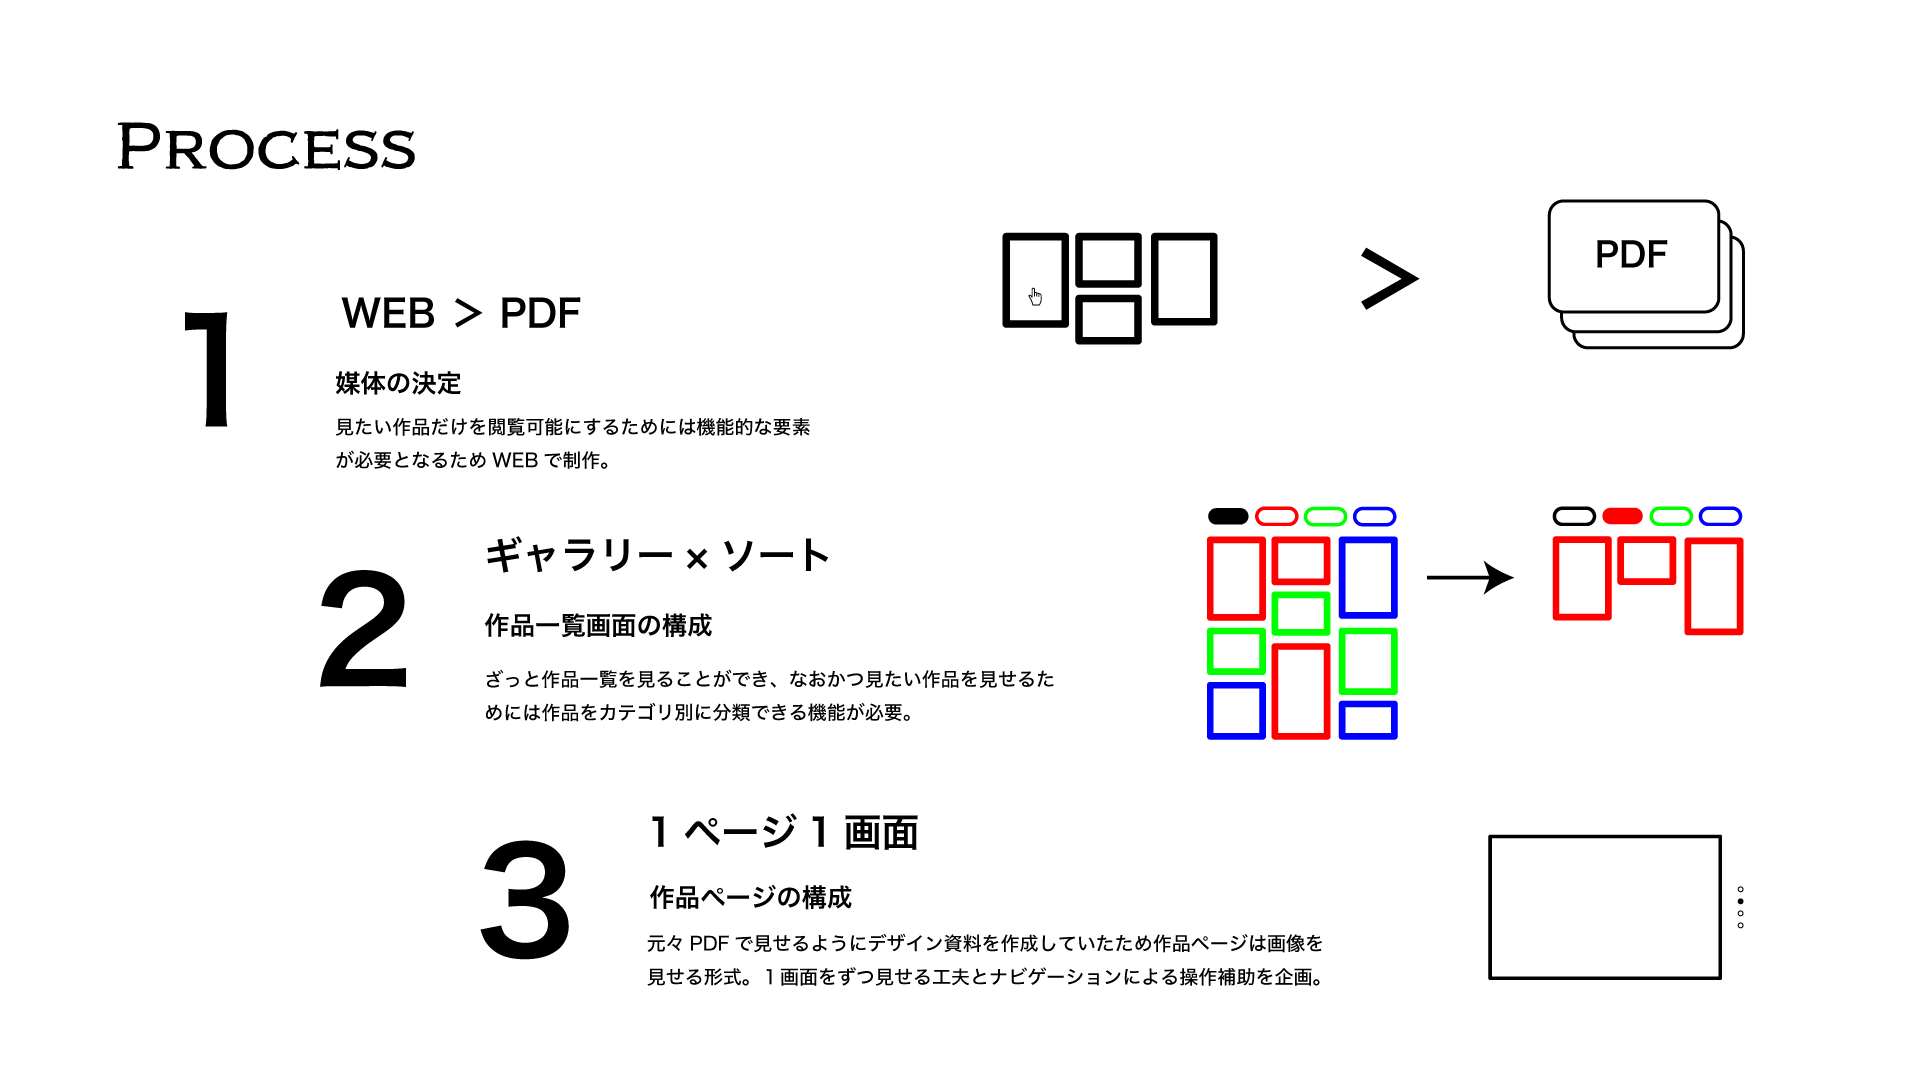 PROCESS
1
WEB > PDF
媒体の決定
見たい作品だけを閲覧可能にするためには機能的な要素
が必要となるため WEB で制作。
>
PDF
2
ギャラリー × ソート
作品一覧画面の構成
ざっと作品一覧を見ることができ、なおかつ見たい作品を見せるた
めには作品をカテゴリ別に分類できる機能が必要。
3
1 ページ 1 画面
作品ページの構成
元々 PDF で見せるようにデザイン資料を作成していたため作品ページは画像を
見せる形式。1 画面をずつ見せる工夫とナビゲーションによる操作補助を企画。